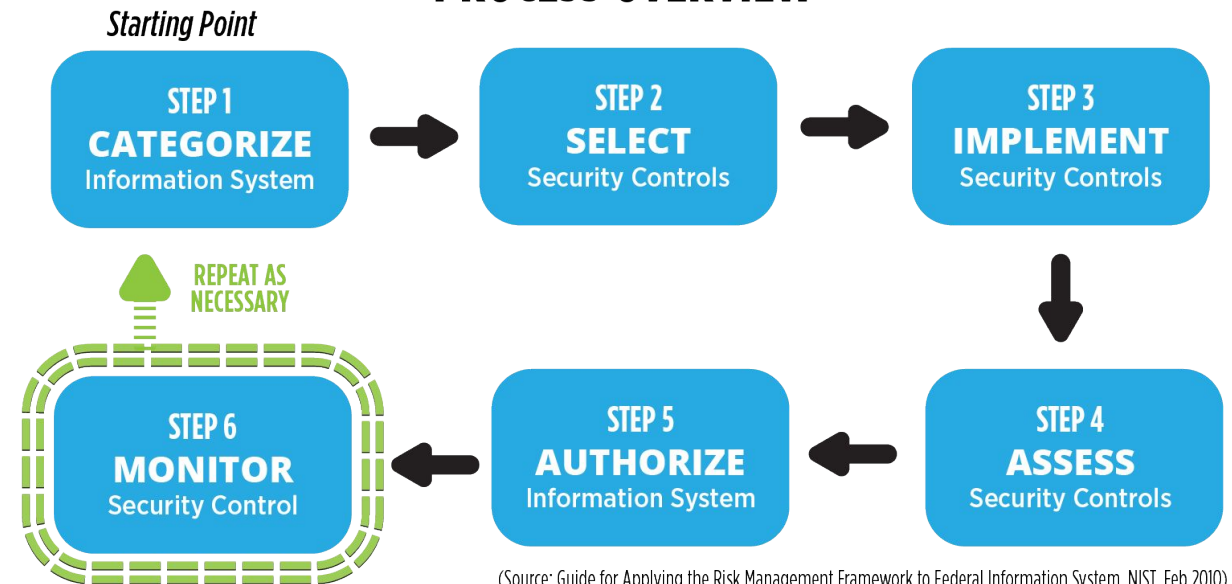 PROCESS OVERVIEW
Starting Point
STEP 1
CATEGORIZE
Information System
STEP 2
SELECT
Security Controls
STEP 3
IMPLEMENT
Security Controls
REPEAT AS
NECESSARY
STEP 6
MONITOR
Security Control
STEP 5
AUTHORIZE
Information System
STEP 4
ASSESS
Security Controls
(Source: Guide for Applying the Risk Management Framework to Federal Information System, NIST, Feb 2010)